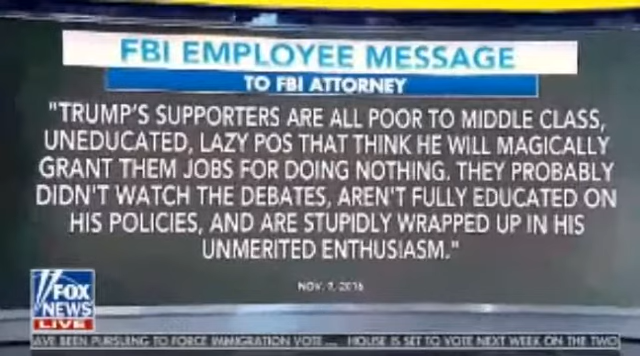 FBI EMPLOYEE MESSAGE
TO FBI ATTORNEY
"TRUMP'S SUPPORTERS ARE ALL POOR TO MIDDLE CLASS,
UNEDUCATED, LAZY POS THAT THINK HE WILL MAGICALLY
GRANT THEM JOBS FOR DOING NOTHING. THEY PROBABLY
DIDN'T WATCH THE DEBATES, AREN'T FULLY EDUCATED ON
HIS POLICIES, AND ARE STUPIDLY WRAPPED UP IN HIS
UNMERITED ENTHUSIASM."
NOV. 7, 2016
FOX
NEWS
LIVE
AVE BEEN PURSUING TO FORCE IMMIGRATION VOTE ... HOUSE IS SET TO VOTE NEXT WEEK ON THE TWO